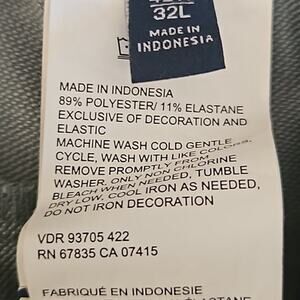 32L
MADE IN
INDONESIA
MADE IN INDONESIA
89% POLYESTER/ 11% ELASTANE
EXCLUSIVE OF DECORATION AND
ELASTIC
MACHINE WASH COLD GENTLE
CYCLE, WASH WITH LIKE COLORS,
REMOVE PROMPTLY FROM
WASHER, ONLY NON CHLORINE
BLEACH WHEN NEEDED, TUMBLE
DRY LOW, COOL IRON AS NEEDED,
DO NOT IRON DECORATION
VDR 93705 422
RN 67835 CA 07415
FABRIQUÉ EN INDONESIE